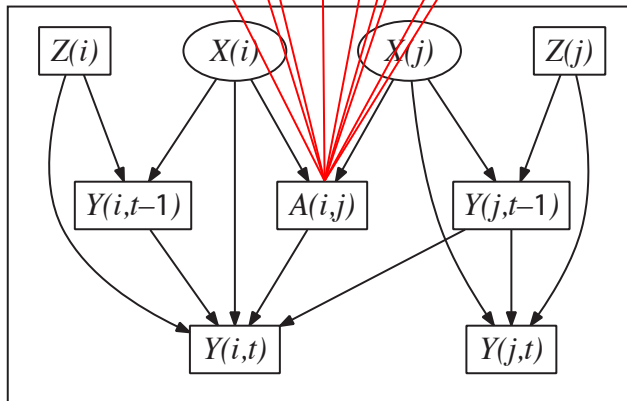 Z(i) X(i) X(j) Z(j)
Y(i,t–1) A(i,j) Y(j,t–1)
Y(i,t) Y(j,t)